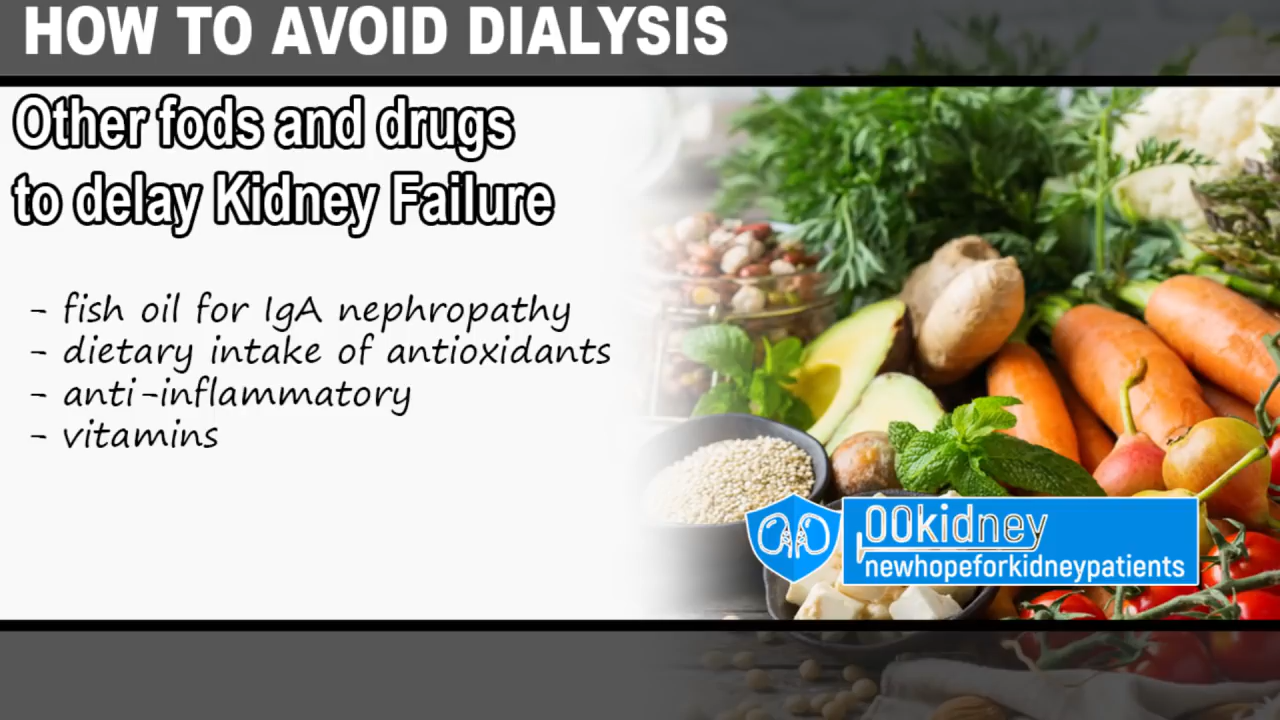 HOW TO AVOID DIALYSIS
Other fods and drugs
to delay Kidney Failure
- fish oil for IgA nephropathy
- dietary intake of antioxidants
- anti-inflammatory
- vitamins
00kidney
newhopeforkidneypatients